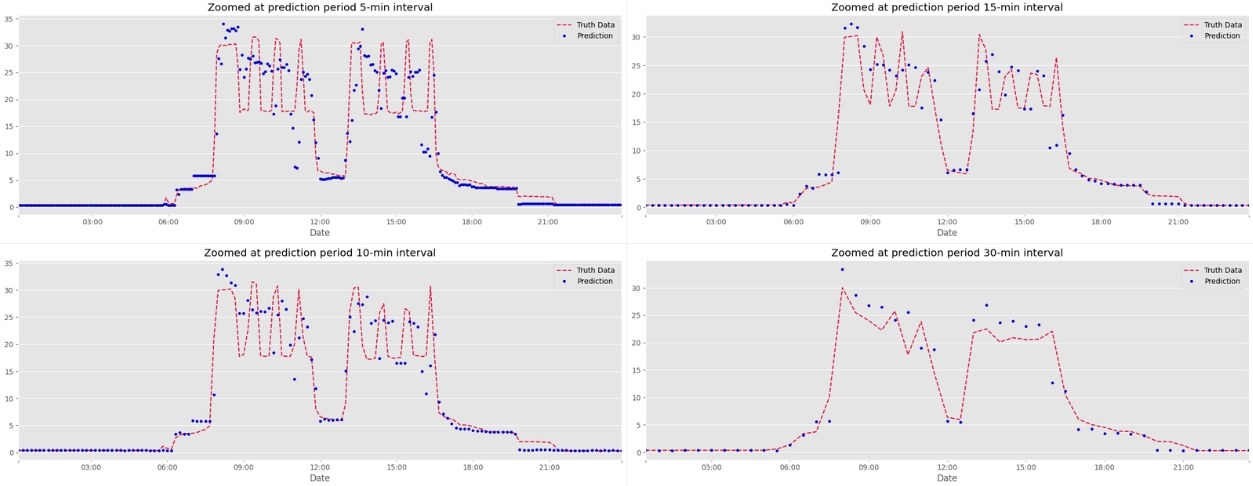 Zoomed at prediction period 5-min interval
35
30
25
20
15
10
5
0
Truth Data
Prediction
03:00 06:00 09:00 12:00 15:00 18:00 21:00
Date
Zoomed at prediction period 15-min interval
30
25
20
15
10
5
0
Truth Data
Prediction
03:00 06:00 09:00 12:00 15:00 18:00 21:00
Date
Zoomed at prediction period 10-min interval
35
30
25
20
15
10
5
0
Truth Data
Prediction
03:00 06:00 09:00 12:00 15:00 18:00 21:00
Date
Zoomed at prediction period 30-min interval
30
25
20
15
10
5
0
Truth Data
Prediction
03:00 06:00 09:00 12:00 15:00 18:00 21:00
Date